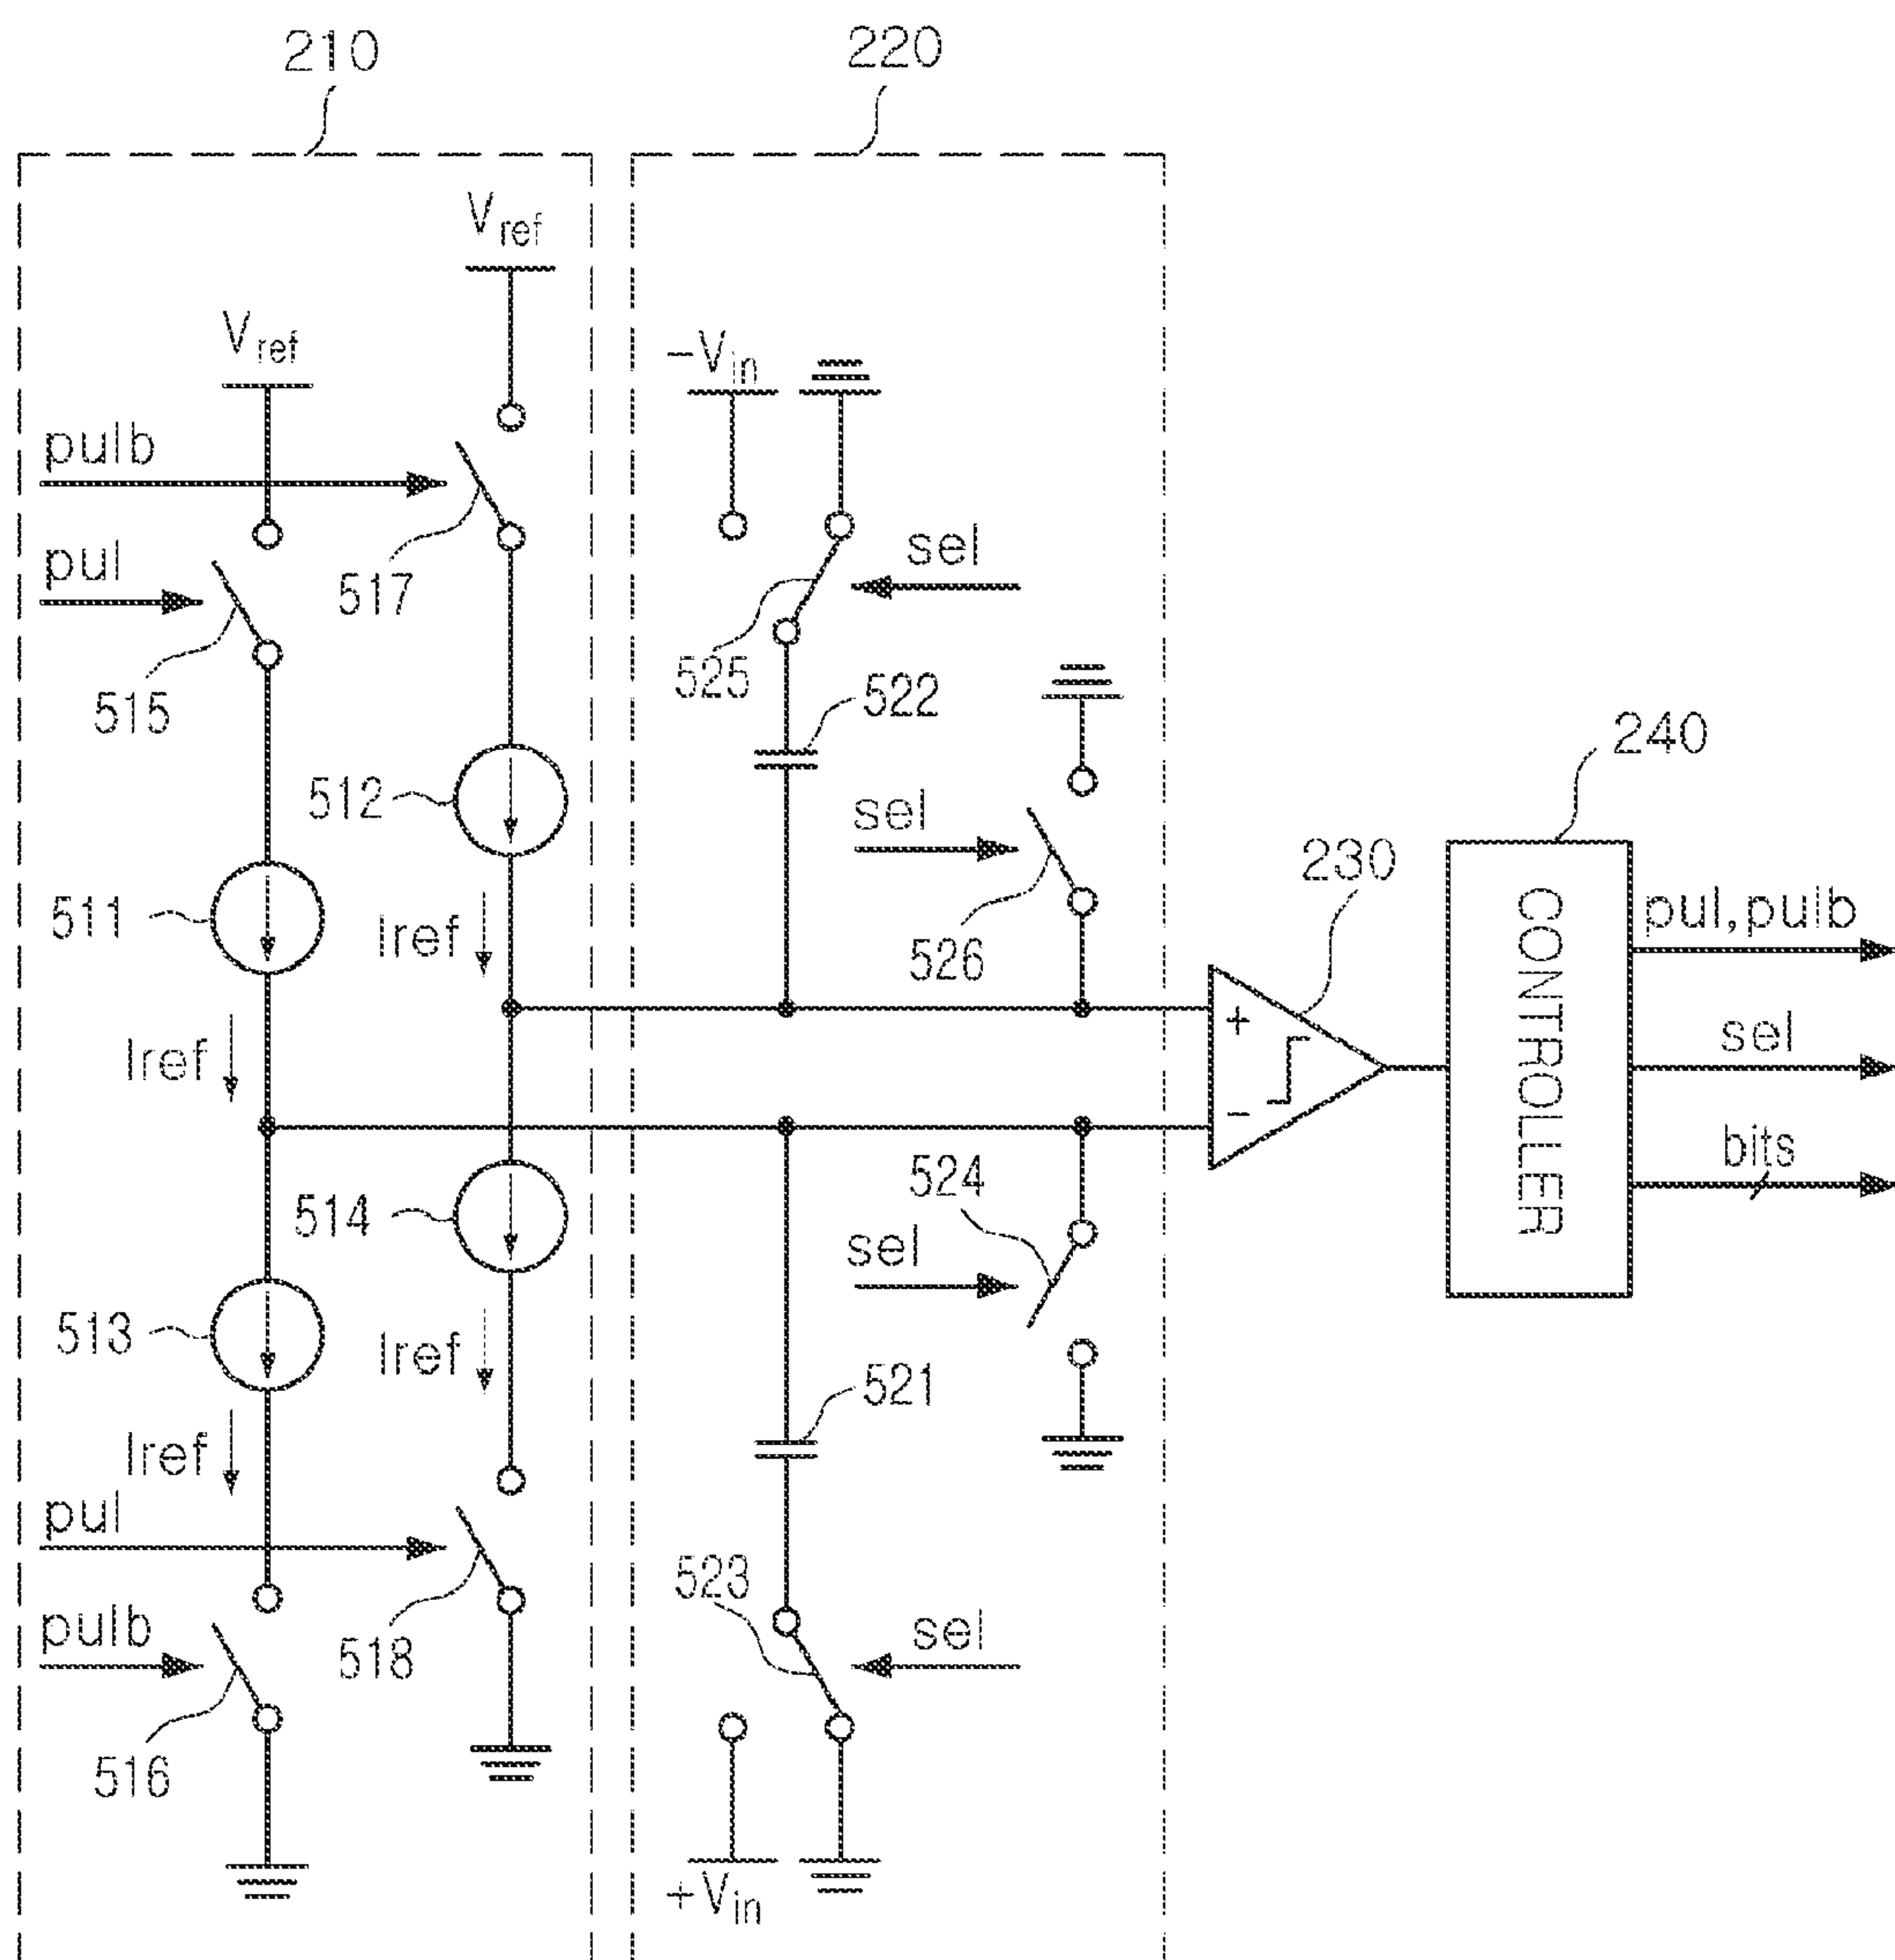 210
220
Vref
Vref
-Vin
pulb
pul
517
515
sel
525
522
526
sel
512
511
Iref
Iref
230
240
+
-
CONTROLLER
pul,pulb
sel
bits
524
sel
514
513
Iref
Iref
521
pul
pulb
518
516
523
sel
+Vin